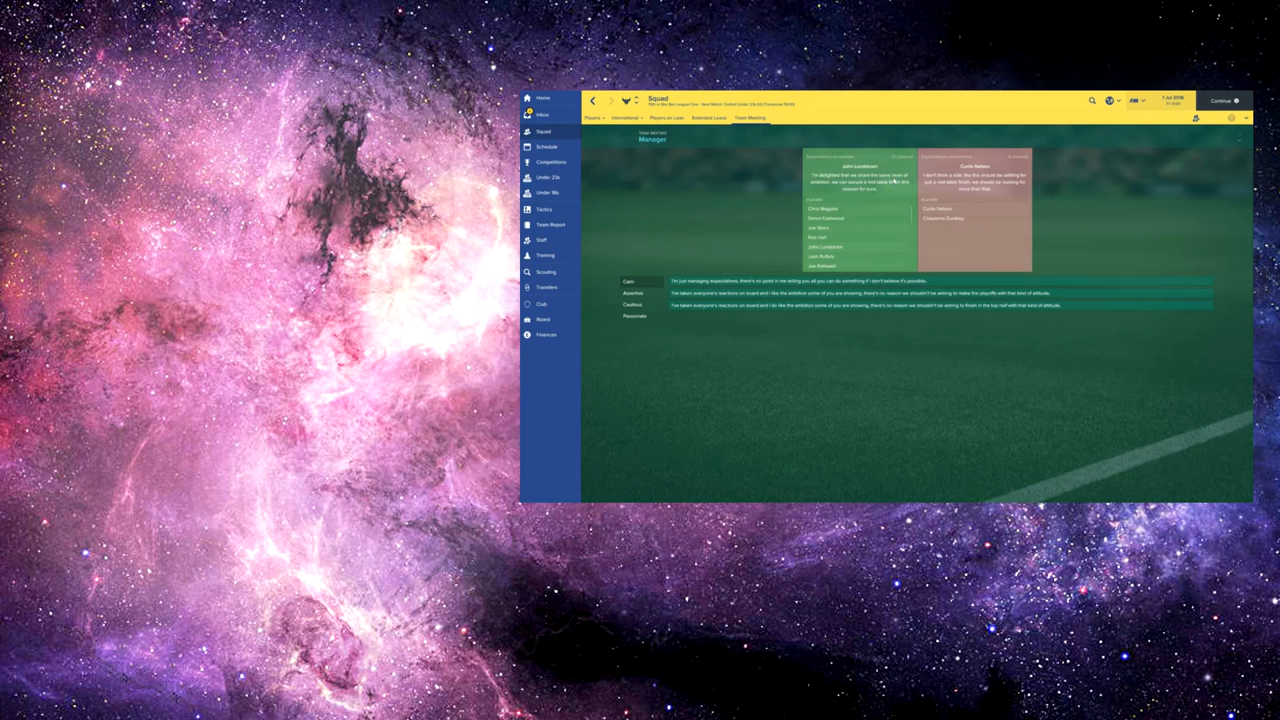 Home
Inbox
Squad
Schedule
Competitions
Under 23s
Under 18s
Tactics
Team Report
Staff
Training
Scouting
Transfers
Club
Board
Finances
Squad
1 Jul 2016
Continue
Players
International
Players on Loan
Extended Leave
Team Meeting
TEAM MEETING
Manager
John Lundstram
I'm delighted that we share the same level of
ambition, we can secure a mid-table finish this
season for sure.
PLAYERS
Chris Maguire
Simon Eastwood
Joe Skarz
Rob Hall
John Lundstram
Josh Ruffels
Joe Rothwell
Curtis Nelson
I don't think a side like this should be settling for
just a mid-table finish, we should be looking for
more than that.
PLAYERS
Curtis Nelson
Cheyenne Dunkley
Calm
Assertive
Cautious
Passionate
I'm just managing expectations, there's no point in me telling you all you can do something if I don't believe it's possible.
I've taken everyone's reactions on board and I like the ambition some of you are showing, there's no reason we shouldn't be aiming to make the playoffs with that kind of attitude.
I've taken everyone's reactions on board and I do like the ambition some of you are showing, there's no reason we shouldn't be aiming to finish in the top half with that kind of attitude.